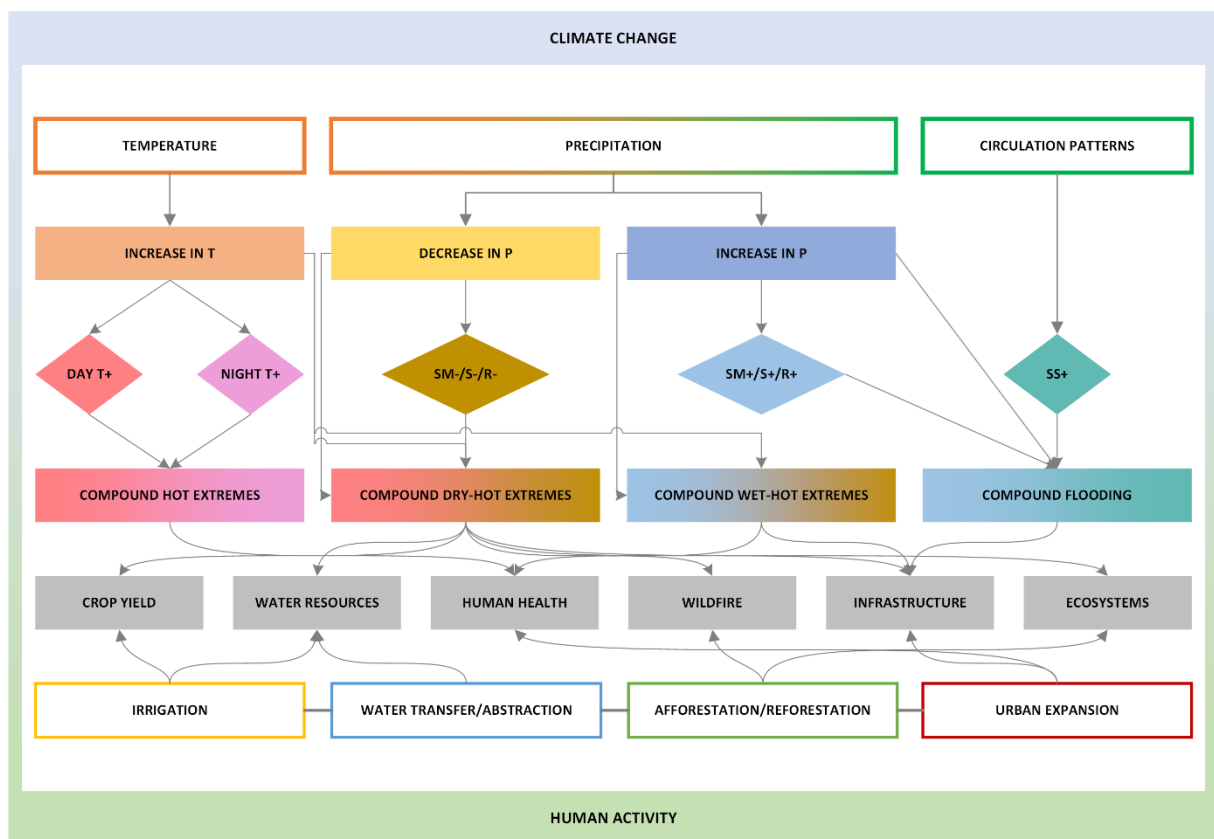 CLIMATE CHANGE
TEMPERATURE
PRECIPITATION
CIRCULATION PATTERNS
INCREASE IN T
DECREASE IN P
INCREASE IN P
DAY T+
NIGHT T+
SM-/S-/R-
SM+/S+/R+
SS+
COMPOUND HOT EXTREMES
COMPOUND DRY-HOT EXTREMES
COMPOUND WET-HOT EXTREMES
COMPOUND FLOODING
CROP YIELD
WATER RESOURCES
HUMAN HEALTH
WILDFIRE
INFRASTRUCTURE
ECOSYSTEMS
IRRIGATION
WATER TRANSFER/ABSTRACTION
AFFORESTATION/REFORESTATION
URBAN EXPANSION
HUMAN ACTIVITY